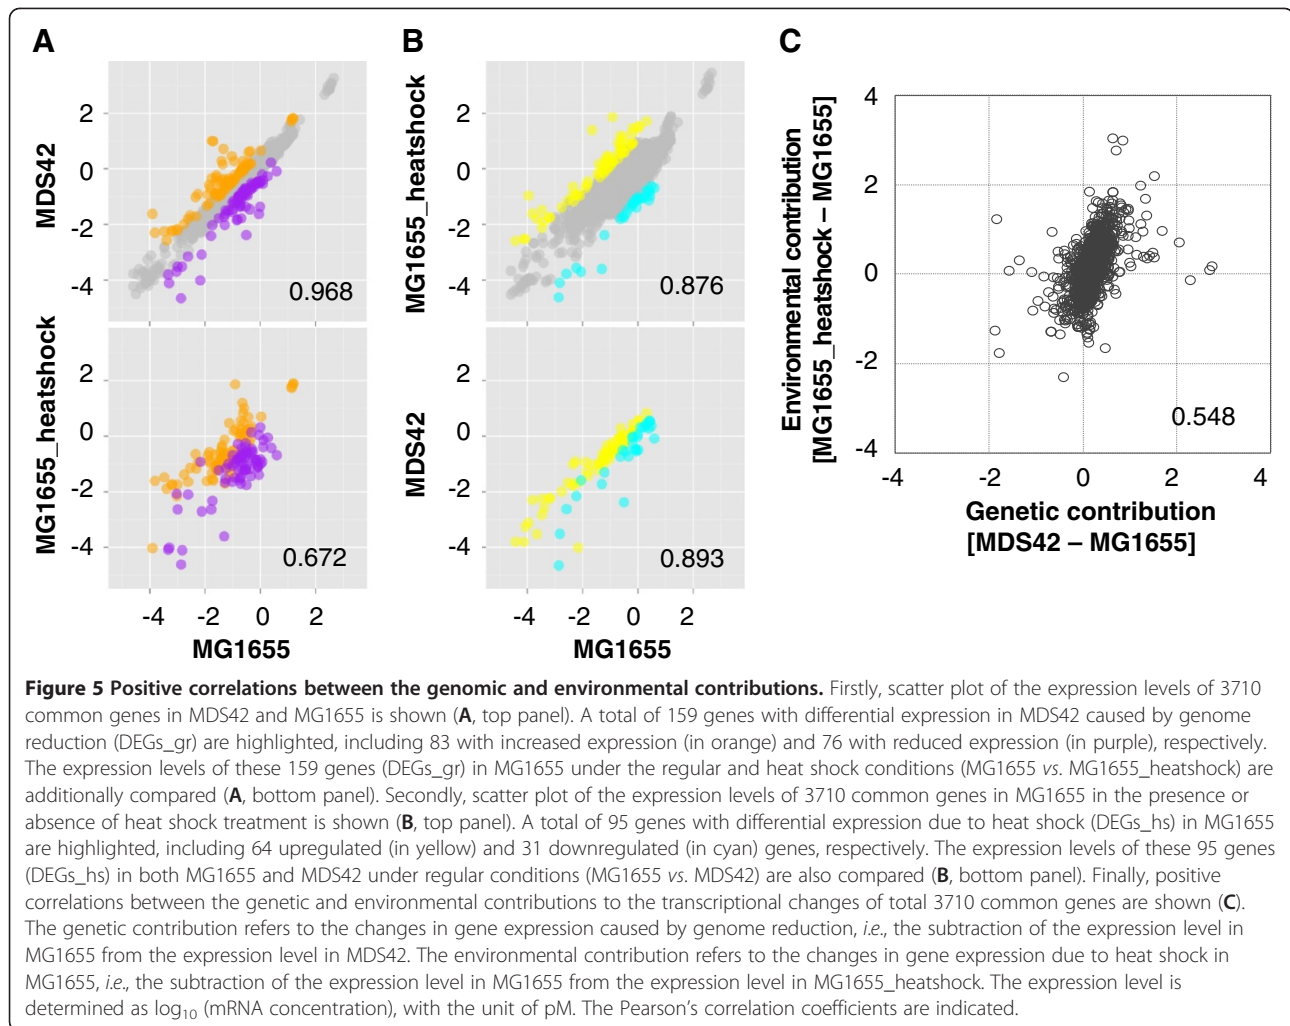 A
B
C
2
0
-2
-4
MDS42
0.968
2
0
-2
-4
MG1655_heatshock
0.672
-4 -2 0 2
MG1655
2
0
-2
-4
MG1655_heatshock
0.876
2
0
-2
-4
MDS42
0.893
-4 -2 0 2
MG1655
Environmental contribution
[MG1655_heatshock – MG1655]
4
2
0
-2
-4
0.548
-4 -2 0 2 4
Genetic contribution
[MDS42 – MG1655]
Figure 5 Positive correlations between the genomic and environmental contributions. Firstly, scatter plot of the expression levels of 3710
common genes in MDS42 and MG1655 is shown (A, top panel). A total of 159 genes with differential expression in MDS42 caused by genome
reduction (DEGs_gr) are highlighted, including 83 with increased expression (in orange) and 76 with reduced expression (in purple), respectively.
The expression levels of these 159 genes (DEGs_gr) in MG1655 under the regular and heat shock conditions (MG1655 vs. MG1655_heatshock) are
additionally compared (A, bottom panel). Secondly, scatter plot of the expression levels of 3710 common genes in MG1655 in the presence or
absence of heat shock treatment is shown (B, top panel). A total of 95 genes with differential expression due to heat shock (DEGs_hs) in MG1655
are highlighted, including 64 upregulated (in yellow) and 31 downregulated (in cyan) genes, respectively. The expression levels of these 95 genes
(DEGs_hs) in both MG1655 and MDS42 under regular conditions (MG1655 vs. MDS42) are also compared (B, bottom panel). Finally, positive
correlations between the genetic and environmental contributions to the transcriptional changes of total 3710 common genes are shown (C).
The genetic contribution refers to the changes in gene expression caused by genome reduction, i.e., the subtraction of the expression level in
MG1655 from the expression level in MDS42. The environmental contribution refers to the changes in gene expression due to heat shock in
MG1655, i.e., the subtraction of the expression level in MG1655 from the expression level in MG1655_heatshock. The expression level is
determined as log₁₀ (mRNA concentration), with the unit of pM. The Pearson's correlation coefficients are indicated.